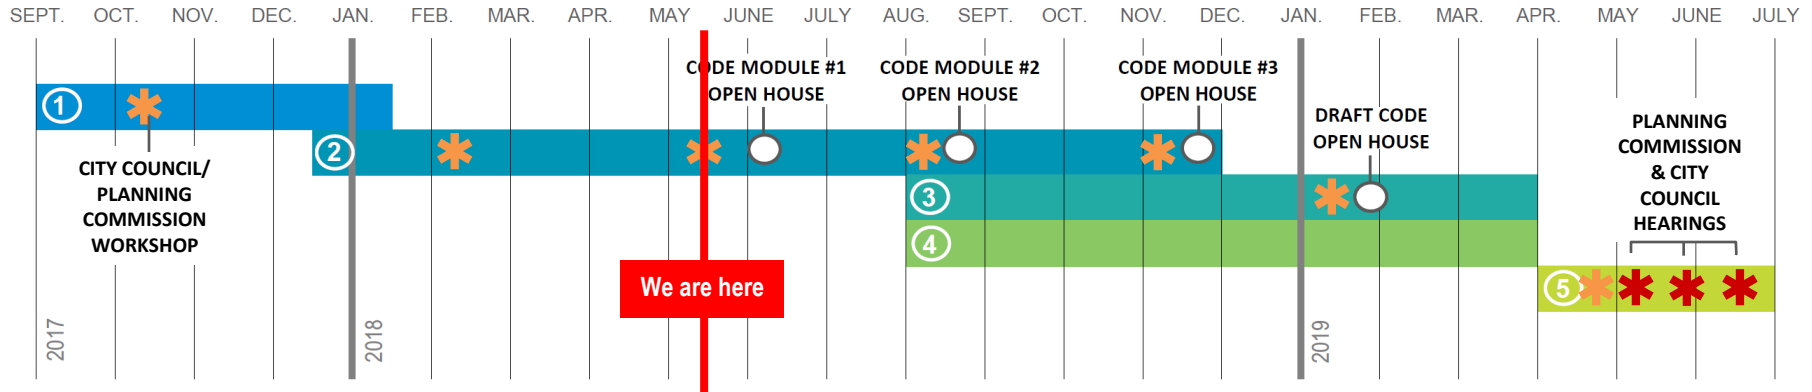 SEPT. OCT. NOV. DEC. JAN. FEB. MAR. APR. MAY JUNE JULY AUG. SEPT. OCT. NOV. DEC. JAN. FEB. MAR. APR. MAY JUNE JULY
CODE MODULE #1
OPEN HOUSE
CODE MODULE #2
OPEN HOUSE
CODE MODULE #3
OPEN HOUSE
DRAFT CODE
OPEN HOUSE
PLANNING
COMMISSION
& CITY
COUNCIL
HEARINGS
1
CITY COUNCIL/
PLANNING
COMMISSION
WORKSHOP
2
3
4
5
We are here
2017
2018
2019